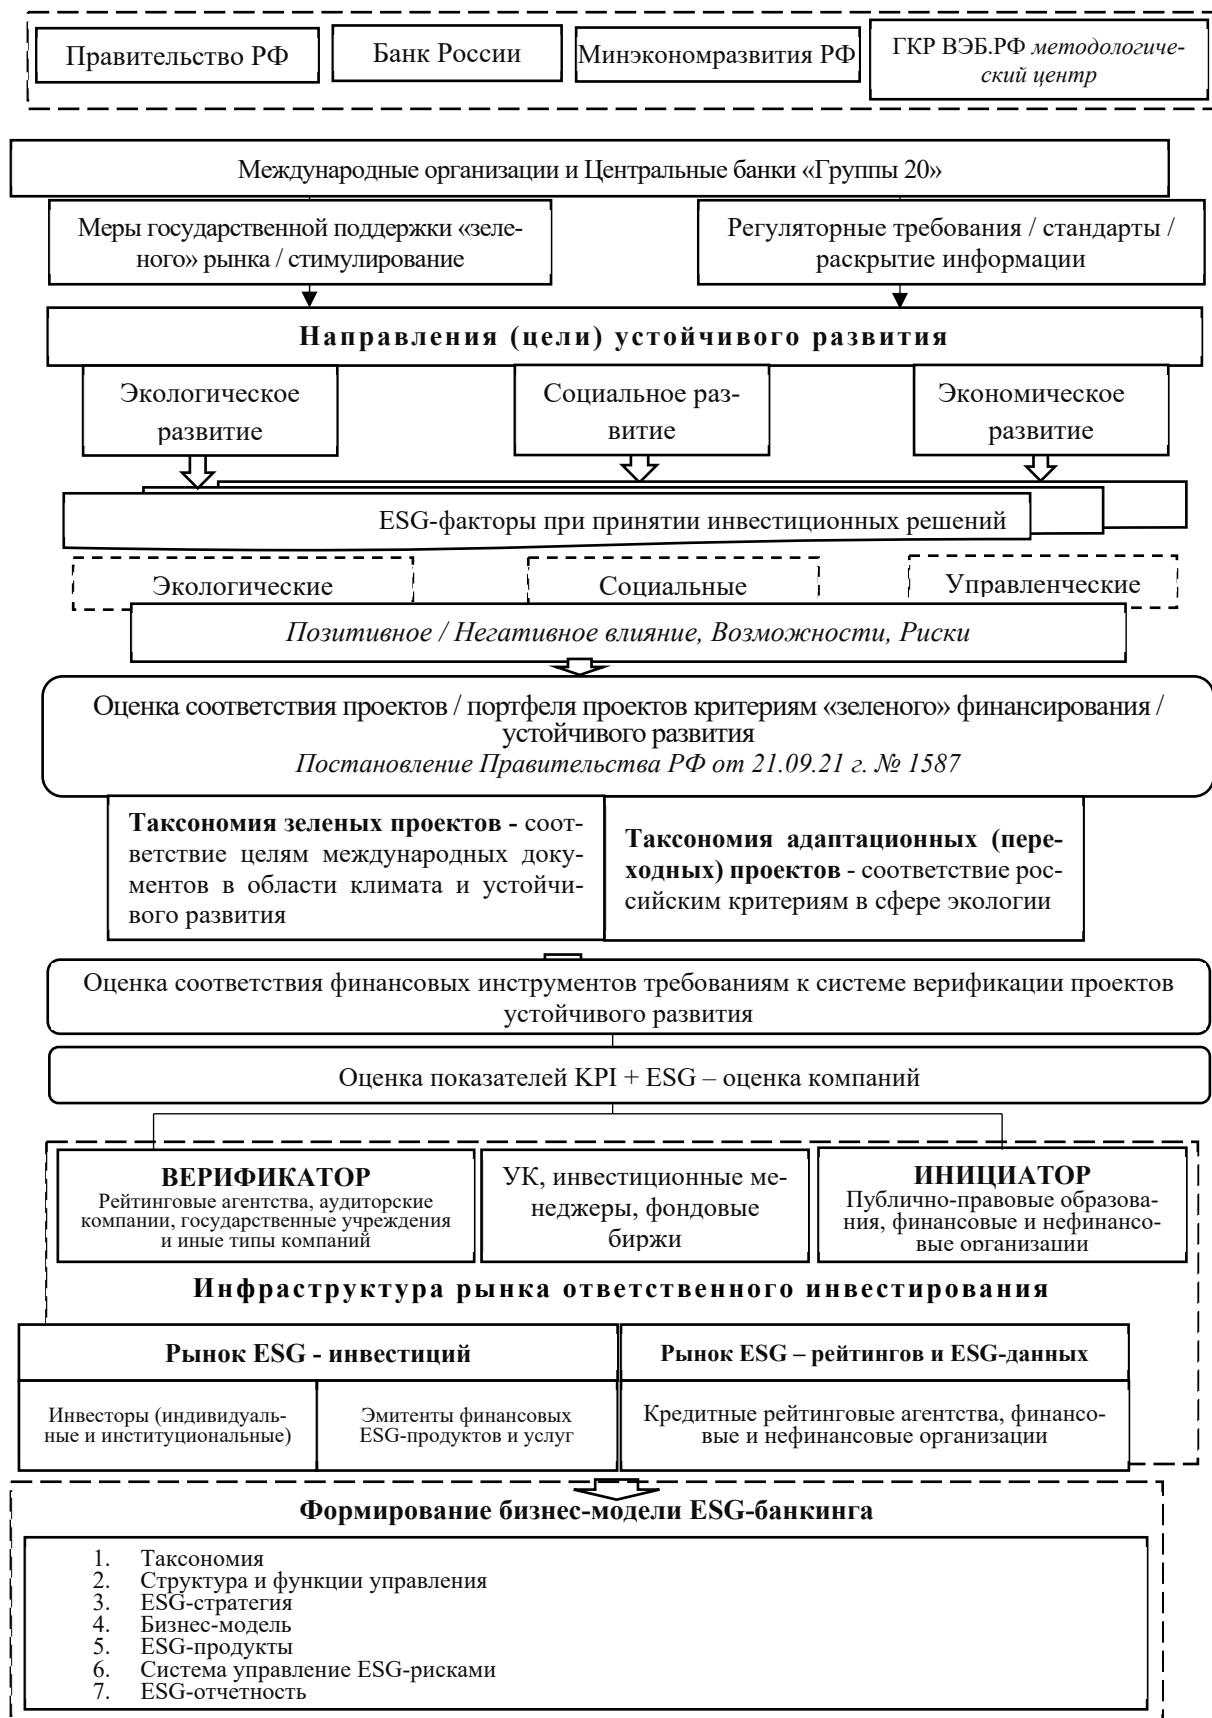 Правительство РФ
Банк России
Минэкономразвития РФ
ГКР ВЭБ.РФ методологиче-
ский центр
Международные организации и Центральные банки «Группы 20»
Меры государственной поддержки «зеле-
ного» рынка / стимулирование
Регуляторные требования / стандарты /
раскрытие информации
Направления (цели) устойчивого развития
Экологическое
развитие
Социальное раз-
витие
Экономическое
развитие
ESG-факторы при принятии инвестиционных решений
Экологические
Социальные
Управленческие
Позитивное / Негативное влияние, Возможности, Риски
Оценка соответствия проектов / портфеля проектов критериям «зеленого» финансирования /
устойчивого развития
Постановление Правительства РФ от 21.09.21 г. № 1587
Таксономия зеленых проектов - соот-
ветствие целям международных доку-
ментов в области климата и устойчи-
вого развития
Таксономия адаптационных (пере-
ходных) проектов - соответствие рос-
сийским критериям в сфере экологии
Оценка соответствия финансовых инструментов требованиям к системе верификации проектов
устойчивого развития
Оценка показателей KPI + ESG – оценка компаний
ВЕРИФИКАТОР
Рейтинговые агентства, аудиторские
компании, государственные учреждения
и иные типы компаний
УК, инвестиционные ме-
неджеры, фондовые
биржи
ИНИЦИАТОР
Публично-правовые образова-
ния, финансовые и нефинансо-
вые организации
Инфраструктура рынка ответственного инвестирования
Рынок ESG - инвестиций
Рынок ESG – рейтингов и ESG-данных
Инвесторы (индивидуаль-
ные и институциональные)
Эмитенты финансовых
ESG-продуктов и услуг
Кредитные рейтинговые агентства, финансо-
вые и нефинансовые организации
Формирование бизнес-модели ESG-банкинга
1. Таксономия
2. Структура и функции управления
3. ESG-стратегия
4. Бизнес-модель
5. ESG-продукты
6. Система управление ESG-рисками
7. ESG-отчетность